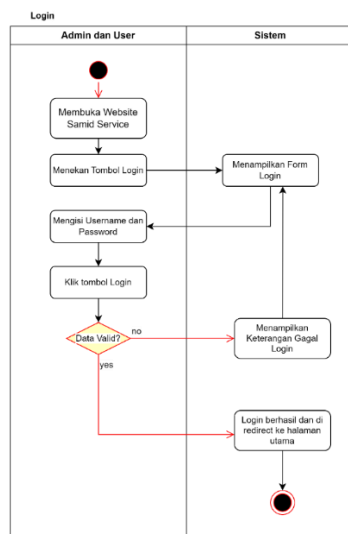 Login
Admin dan User
Sistem
Membuka Website
Samid Service
Menekan Tombol Login
Menampilkan Form
Login
Mengisi Username dan
Password
Klik tombol Login
Data Valid?
no
Menampilkan
Keterangan Gagal
Login
yes
Login berhasil dan di
redirect ke halaman
utama